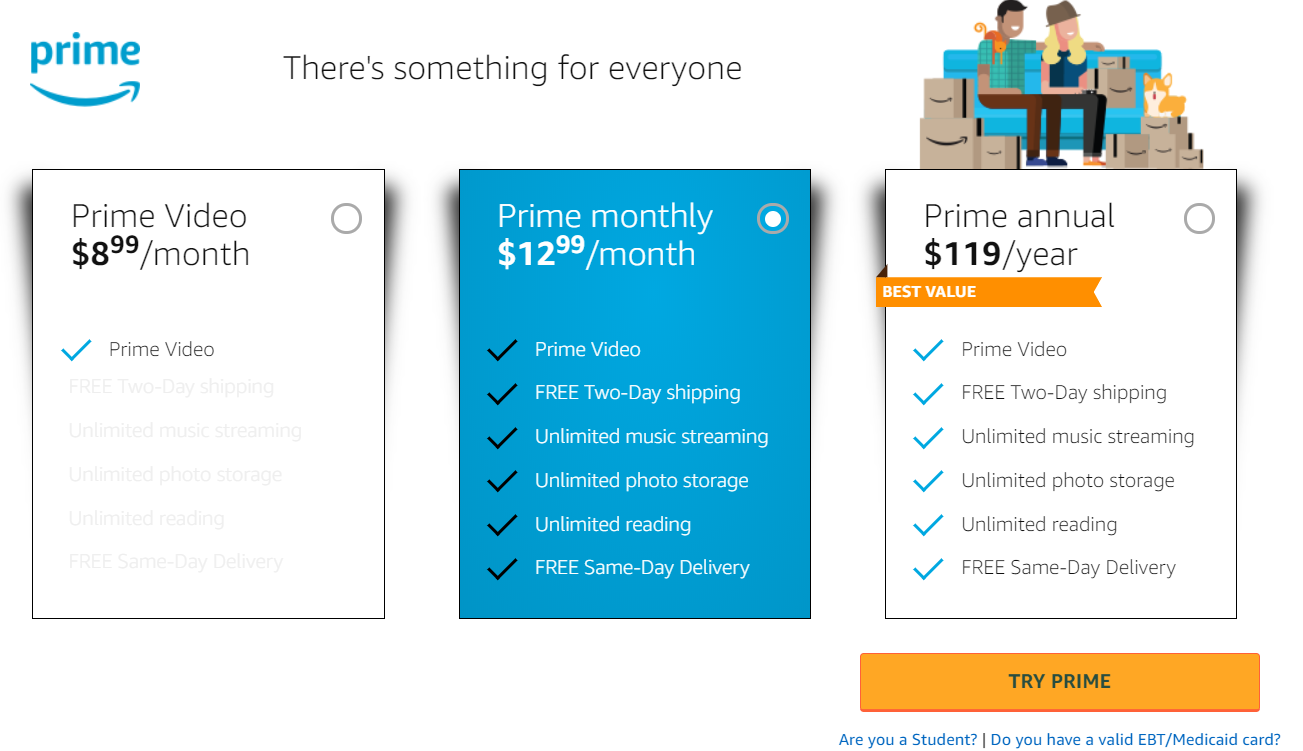 prime
There's something for everyone
Prime Video
$8⁹⁹/month
Prime Video
FREE Two-Day shipping
Unlimited music streaming
Unlimited photo storage
Unlimited reading
FREE Same-Day Delivery
Prime monthly
$12⁹⁹/month
Prime Video
FREE Two-Day shipping
Unlimited music streaming
Unlimited photo storage
Unlimited reading
FREE Same-Day Delivery
Prime annual
$119/year
BEST VALUE
Prime Video
FREE Two-Day shipping
Unlimited music streaming
Unlimited photo storage
Unlimited reading
FREE Same-Day Delivery
TRY PRIME
Are you a Student? | Do you have a valid EBT/Medicaid card?